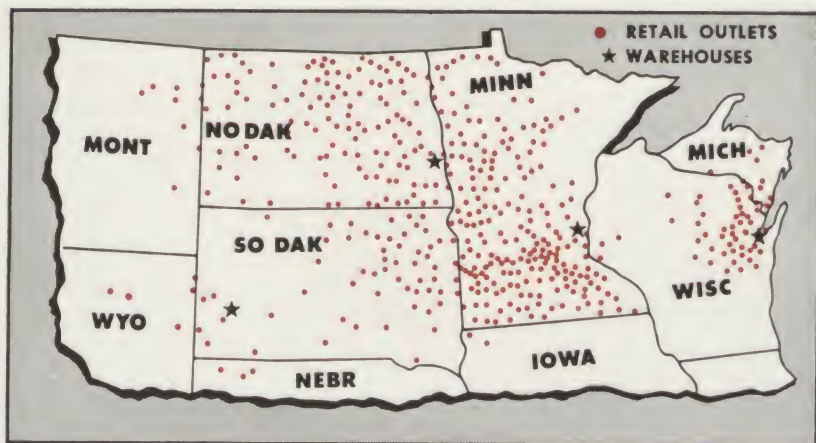 RETAIL OUTLETS
WAREHOUSES
MINN
NO DAK
MONT
MICH
SO DAK
WISC
WYO
IOWA
NEBR